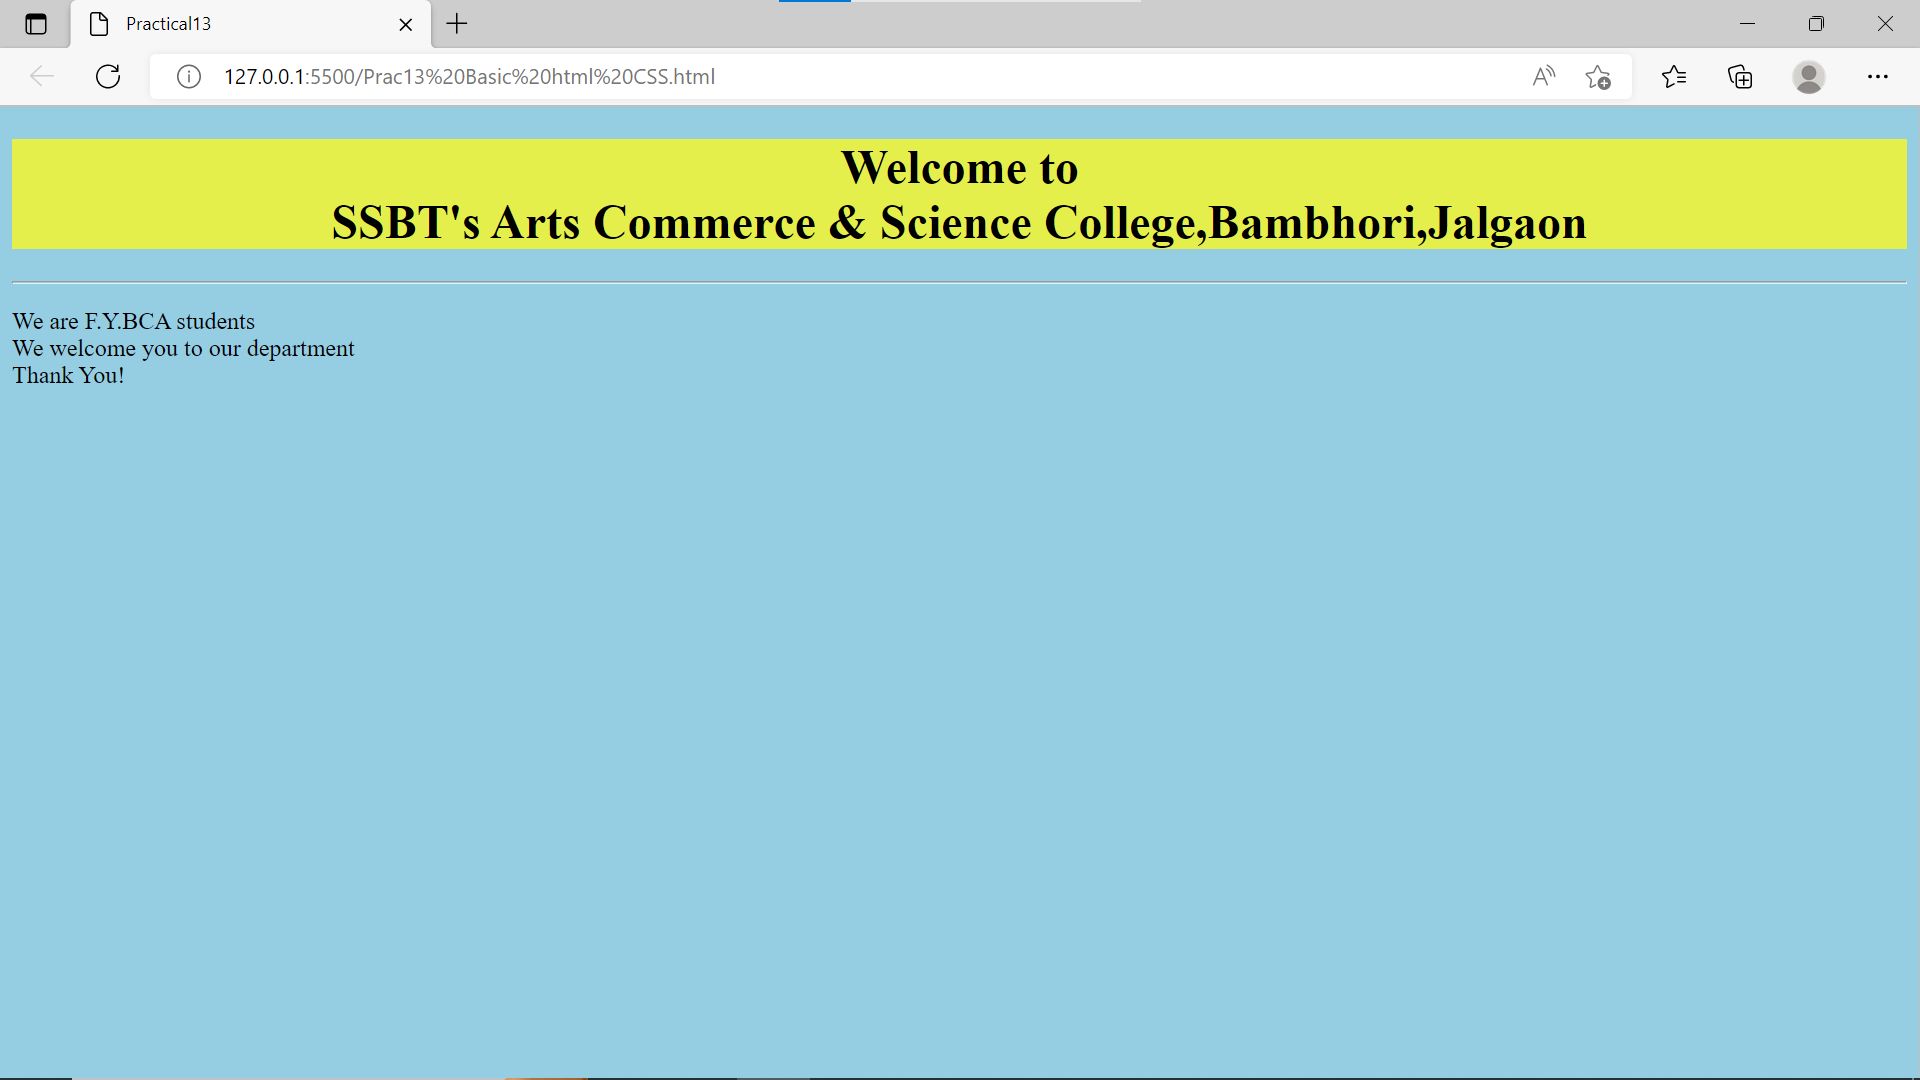 Practical13
127.0.0.1:5500/Prac13%20Basic%20html%20CSS.html
Welcome to
SSBT's Arts Commerce & Science College,Bambhori,Jalgaon
We are F.Y.BCA students
We welcome you to our department
Thank You!